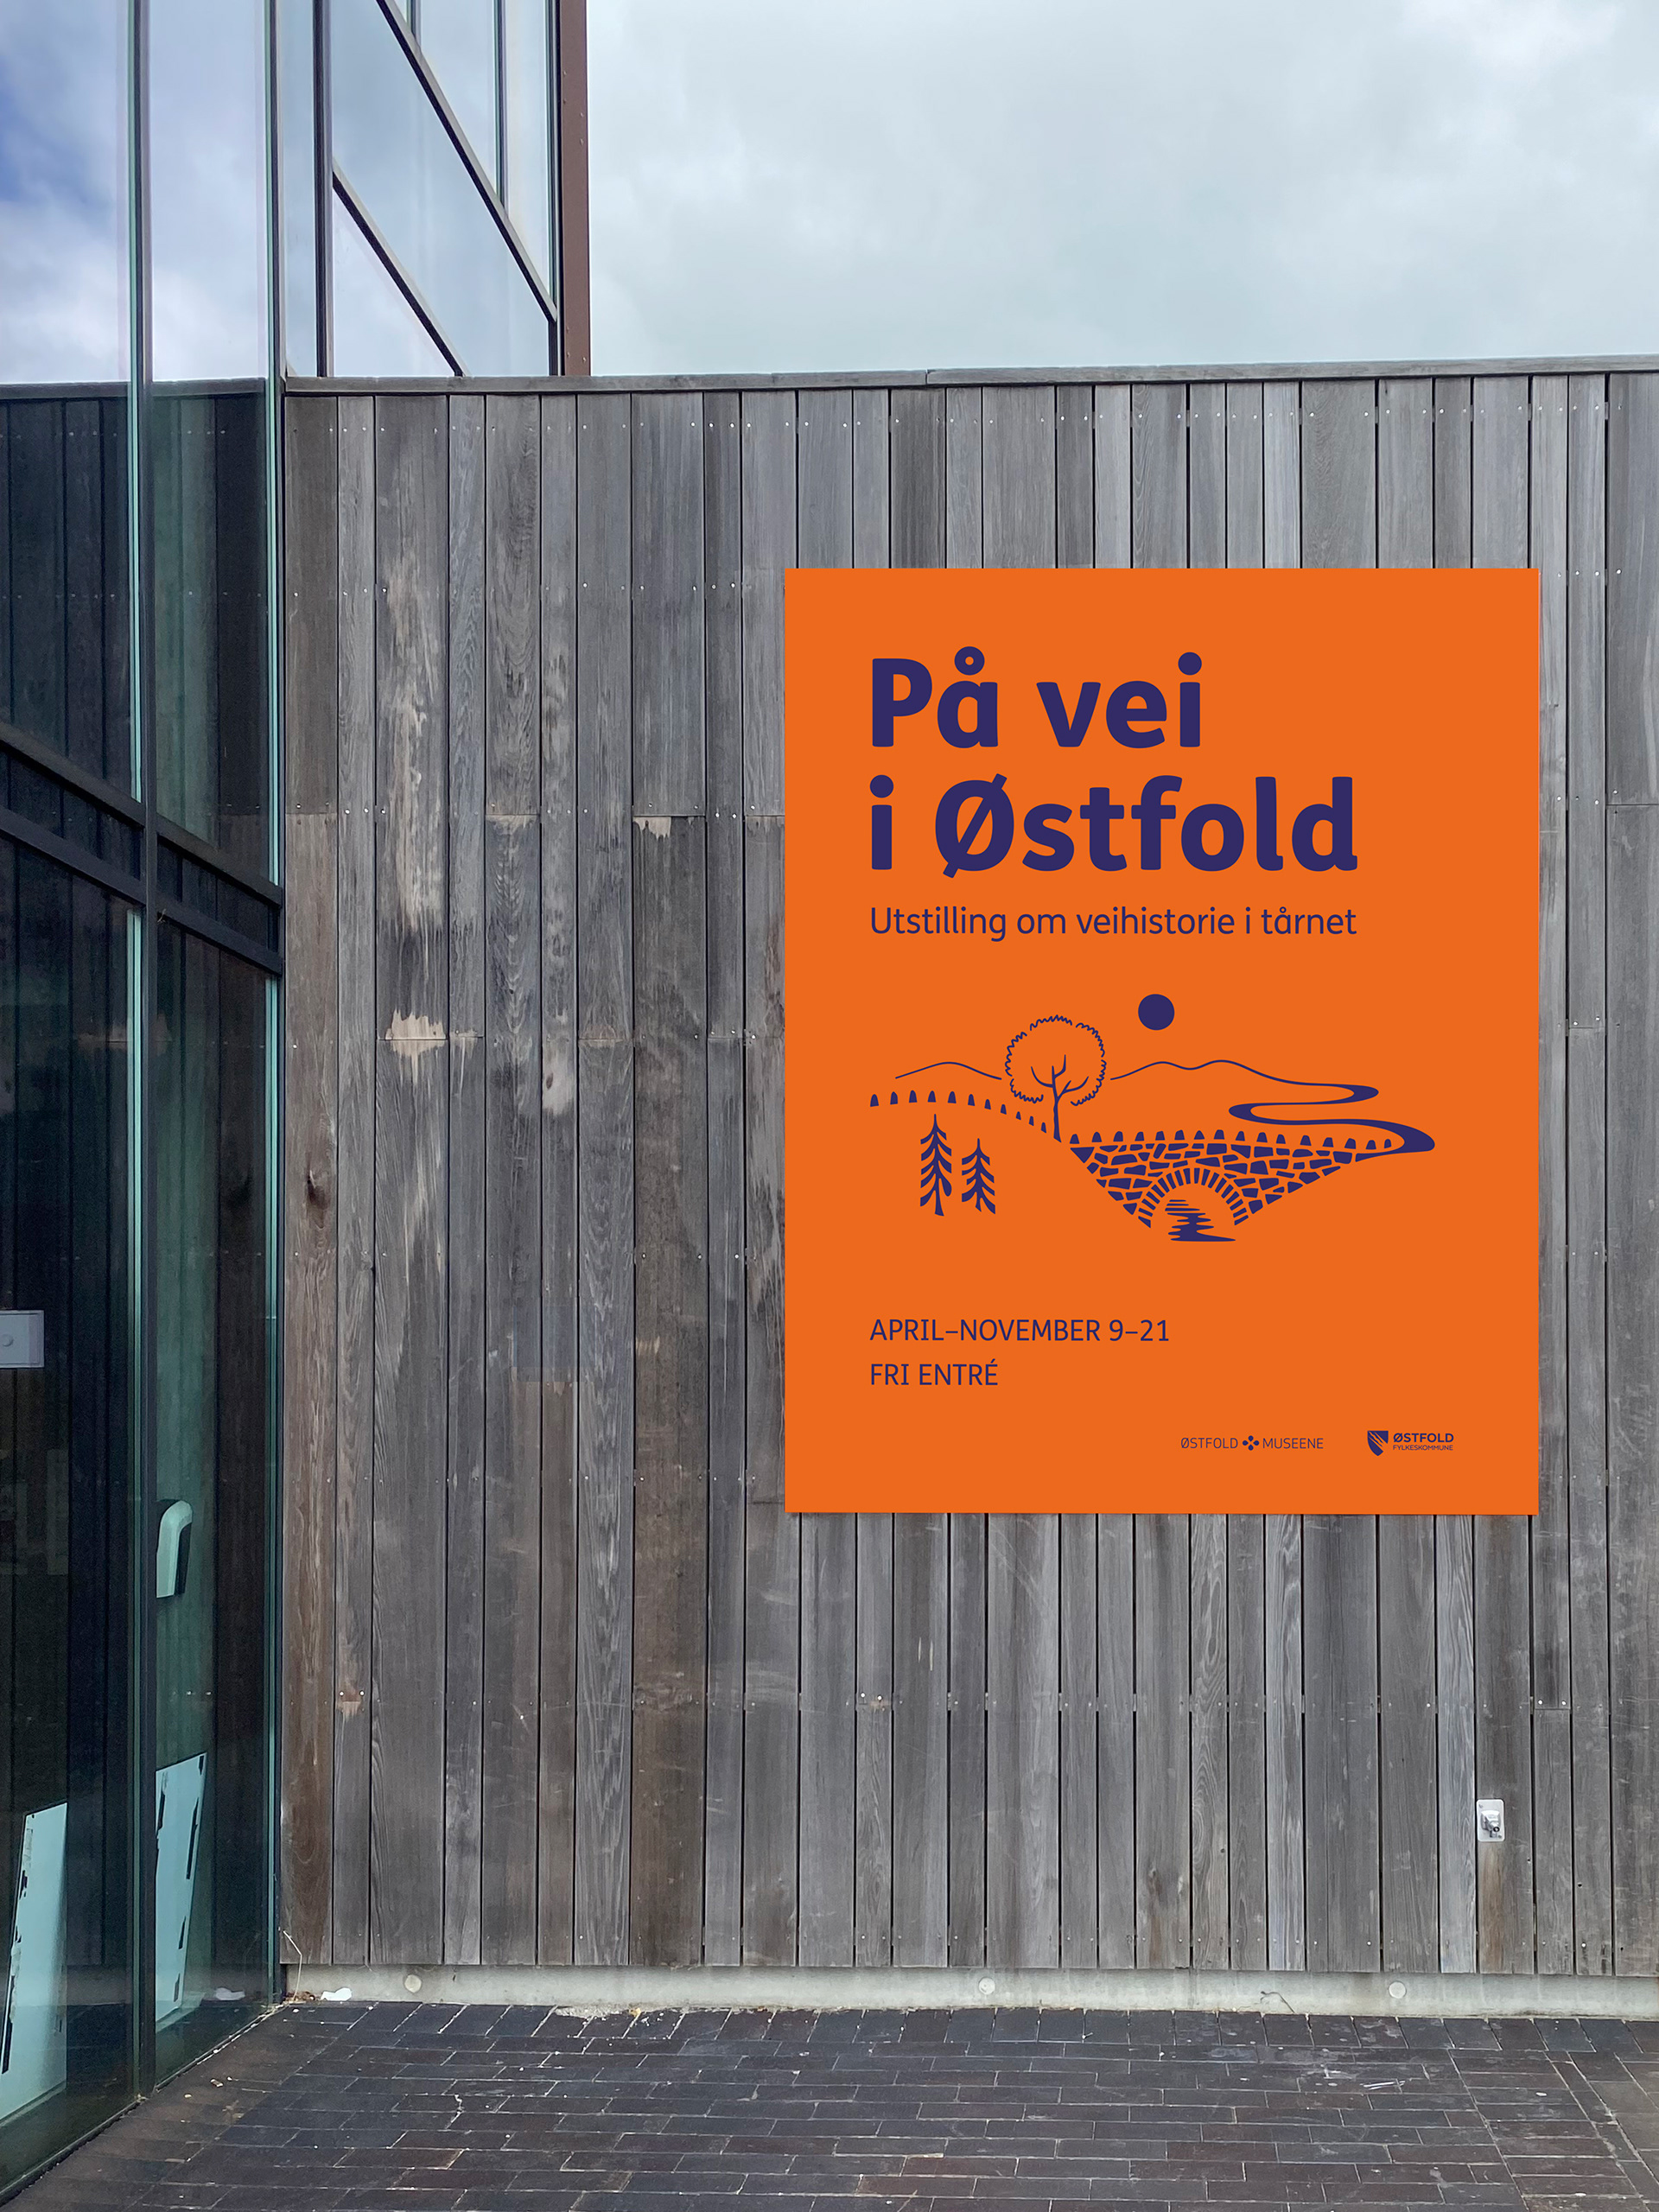 På vei
i Østfold
Utstilling om veihistorie i tårnet
APRIL–NOVEMBER 9–21
FRI ENTRÉ
ØSTFOLD MUSEENE
ØSTFOLD
FYLKESKOMMUNE